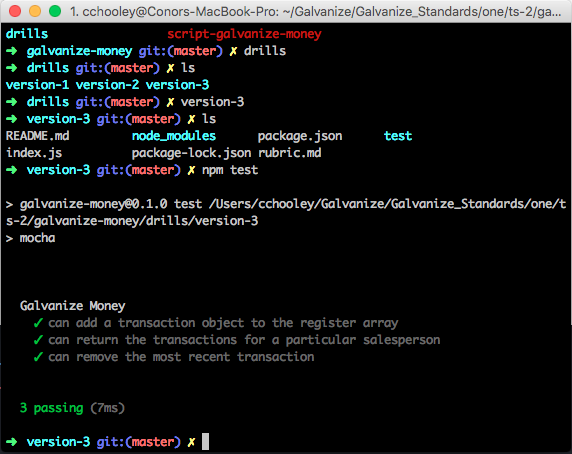 1. cchooley@Conors-MacBook-Pro: ~/Galvanize/Galvanize_Standards/one/ts-2/ga...
drills script-galvanize-money
➜ galvanize-money git:(master) ✗ drills
➜ drills git:(master) ✗ ls
version-1 version-2 version-3
➜ drills git:(master) ✗ version-3
➜ version-3 git:(master) ✗ ls
README.md node_modules package.json test
index.js package-lock.json rubric.md
➜ version-3 git:(master) ✗ npm test
> galvanize-money@0.1.0 test /Users/cchooley/Galvanize/Galvanize_Standards/one/t
s-2/galvanize-money/drills/version-3
> mocha
Galvanize Money
✓ can add a transaction object to the register array
✓ can return the transactions for a particular salesperson
✓ can remove the most recent transaction
3 passing (7ms)
➜ version-3 git:(master) ✗